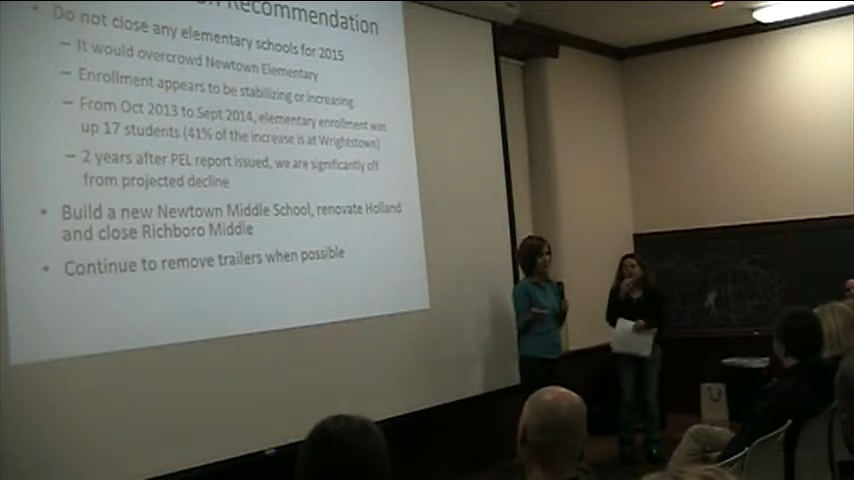 Recommendation
• Do not close any elementary schools for 2015
– It would overcrowd Newtown Elementary
– Enrollment appears to be stabilizing or increasing
– From Oct 2013 to Sept 2014, elementary enrollment was
up 17 students (41% of the increase is at Wrightstown)
– 2 years after PEL report issued, we are significantly off
from projected decline
• Build a new Newtown Middle School, renovate Holland
and close Richboro Middle
• Continue to remove trailers when possible